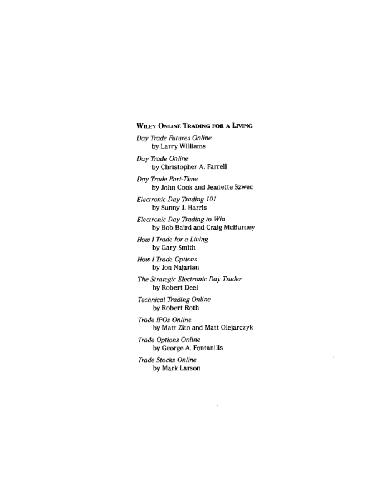 WILEY ONLINE TRADING FOR A LIVING
Day Trade Futures Online
by Larry Williams
Day Trade Online
by Christopher A. Farrell
Day Trade Part-Time
by John Cook and Jeanette Szwec
Electronic Day Trading 101
by Sunny J. Harris
Electronic Day Trading to Win
by Bob Baird and Craig McBurney
How I Trade for a Living
by Gary Smith
How I Trade Options
by Jon Najarian
The Strategic Electronic Day Trader
by Robert Deel
Technical Trading Online
by Robert Roth
Trade IPOs Online
by Matt Zito and Matt Olejarczyk
Trade Options Online
by George A. Fontanills
Trade Stocks Online
by Mark Larson